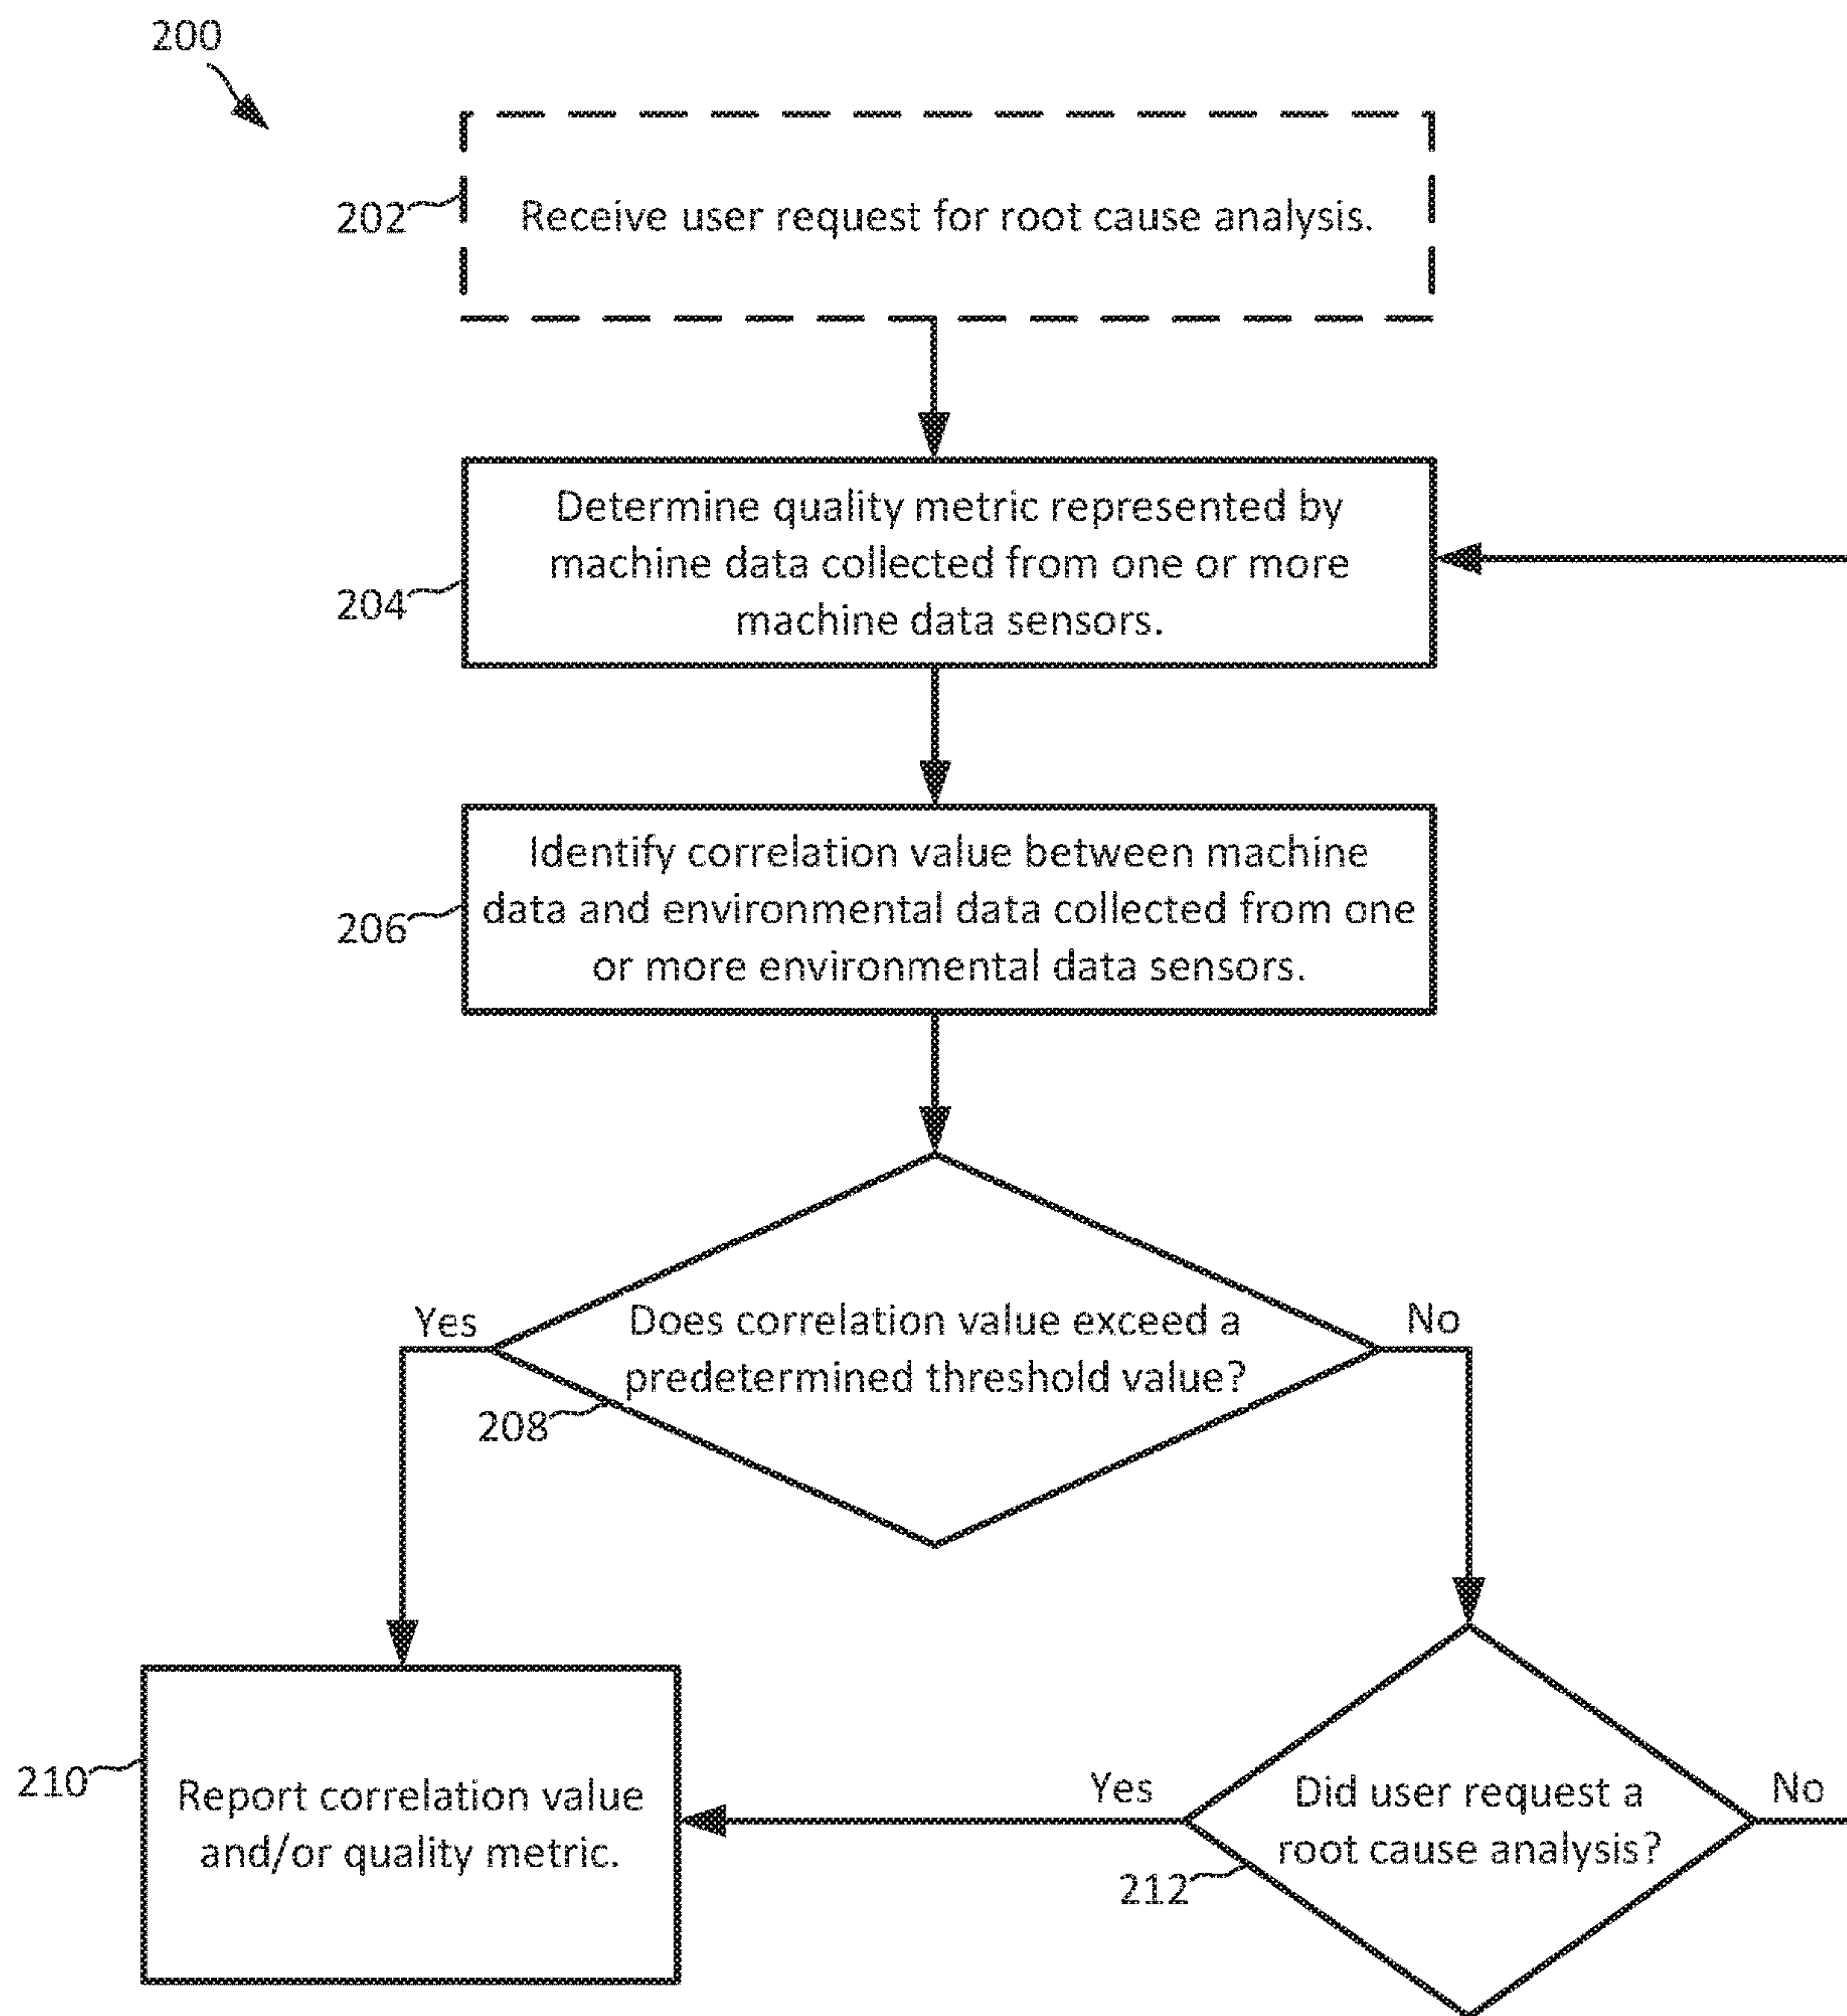 200
202
Receive user request for root cause analysis.
204
Determine quality metric represented by
machine data collected from one or more
machine data sensors.
206
Identify correlation value between machine
data and environmental data collected from one
or more environmental data sensors.
Yes
No
Does correlation value exceed a
predetermined threshold value?
208
210
Report correlation value
and/or quality metric.
Yes
No
Did user request a
root cause analysis?
212